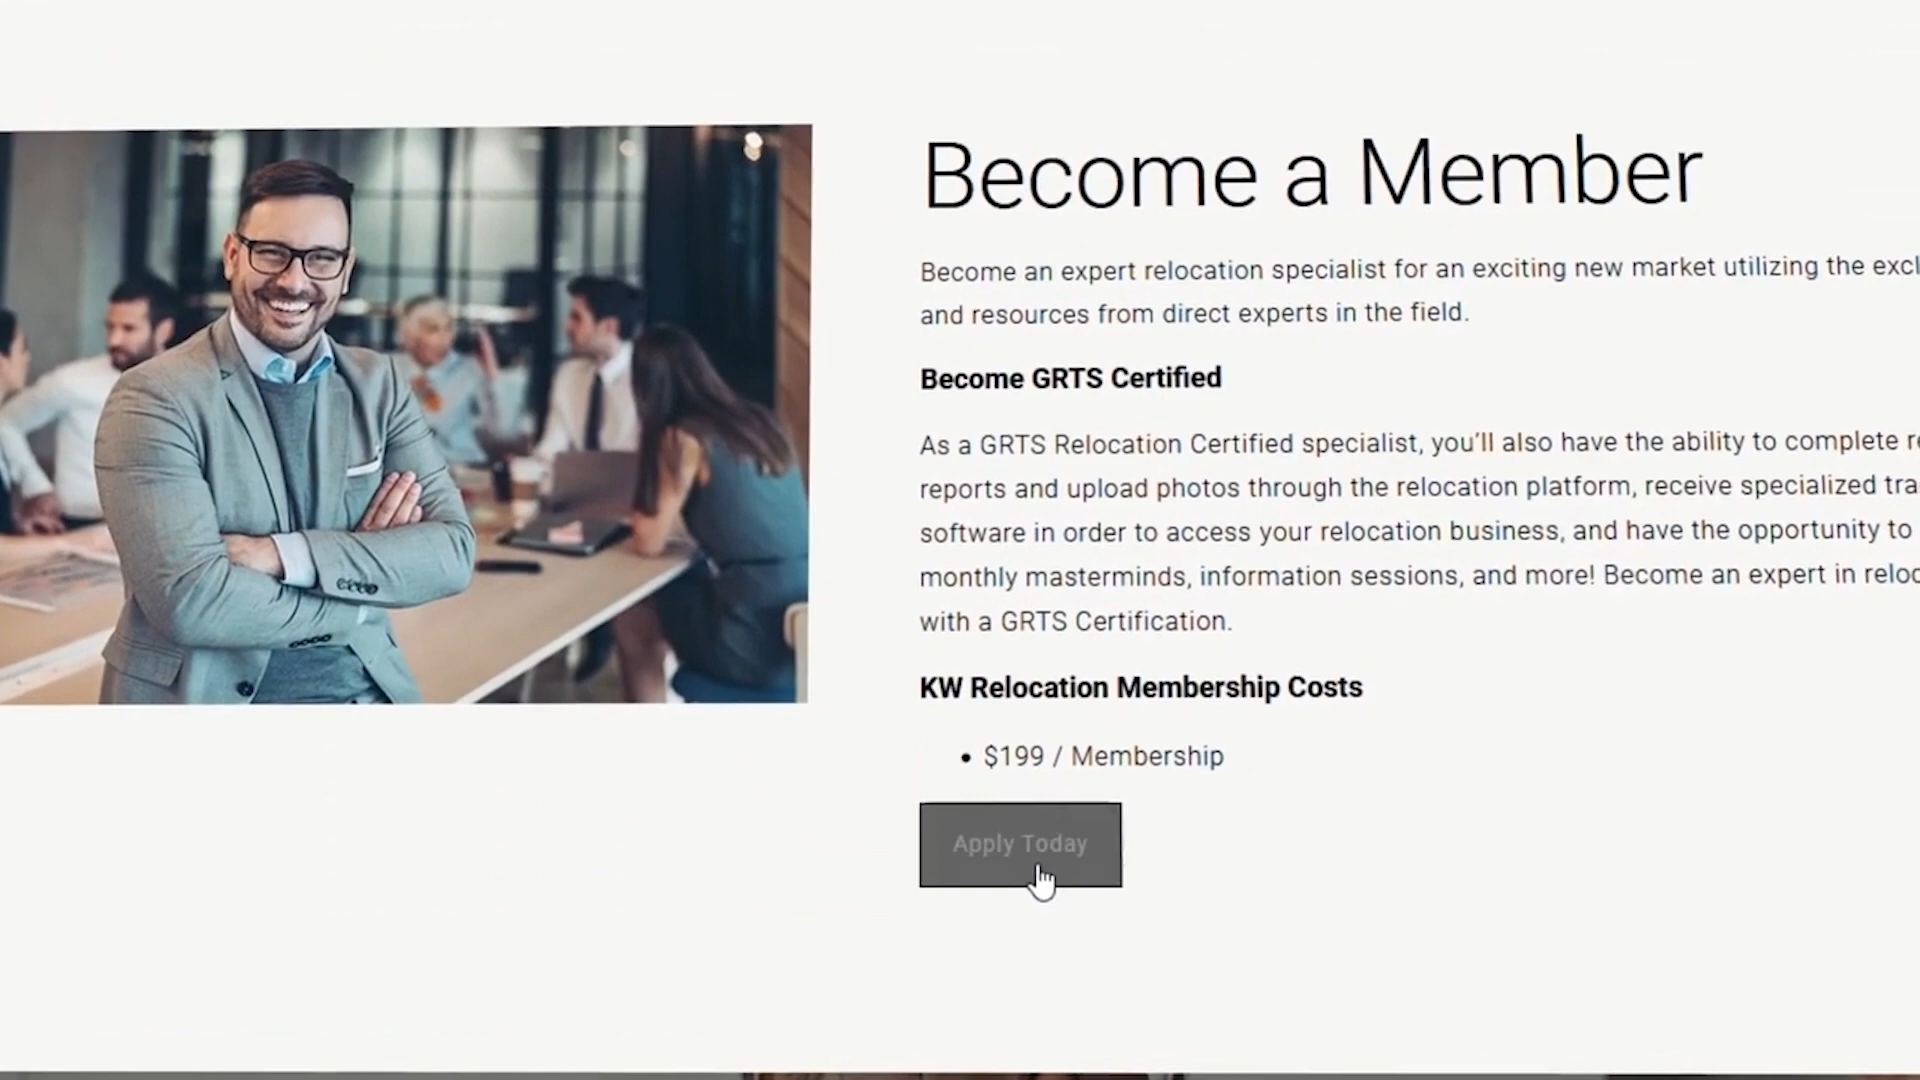 Become a Member
Become an expert relocation specialist for an exciting new market utilizing the
and resources from direct experts in the field.
Become GRTS Certified
As a GRTS Relocation Certified specialist, you'll also have the ability to complete
reports and upload photos through the relocation platform, receive specialized
software in order to access your relocation business, and have the opportunity to
monthly masterminds, information sessions, and more! Become an expert in
with a GRTS Certification.
KW Relocation Membership Costs
• $199 / Membership
Apply Today